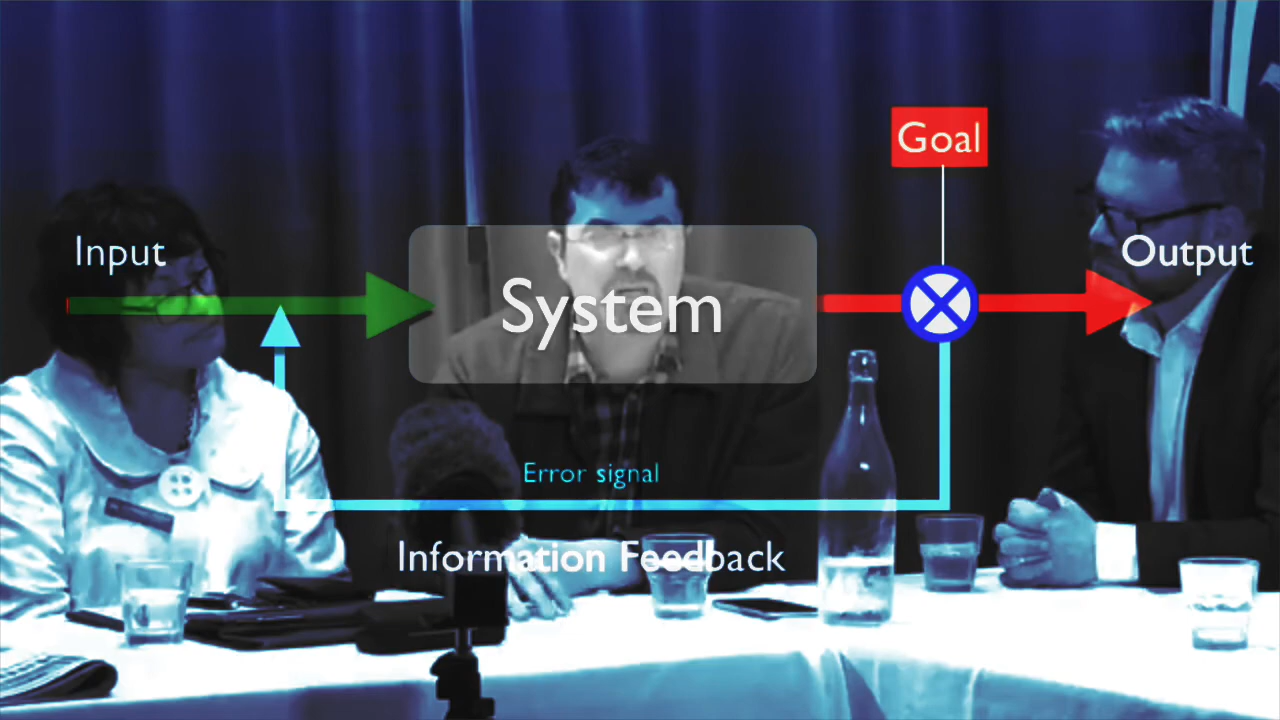 Goal
Input
Output
System
Error signal
Information Feedback